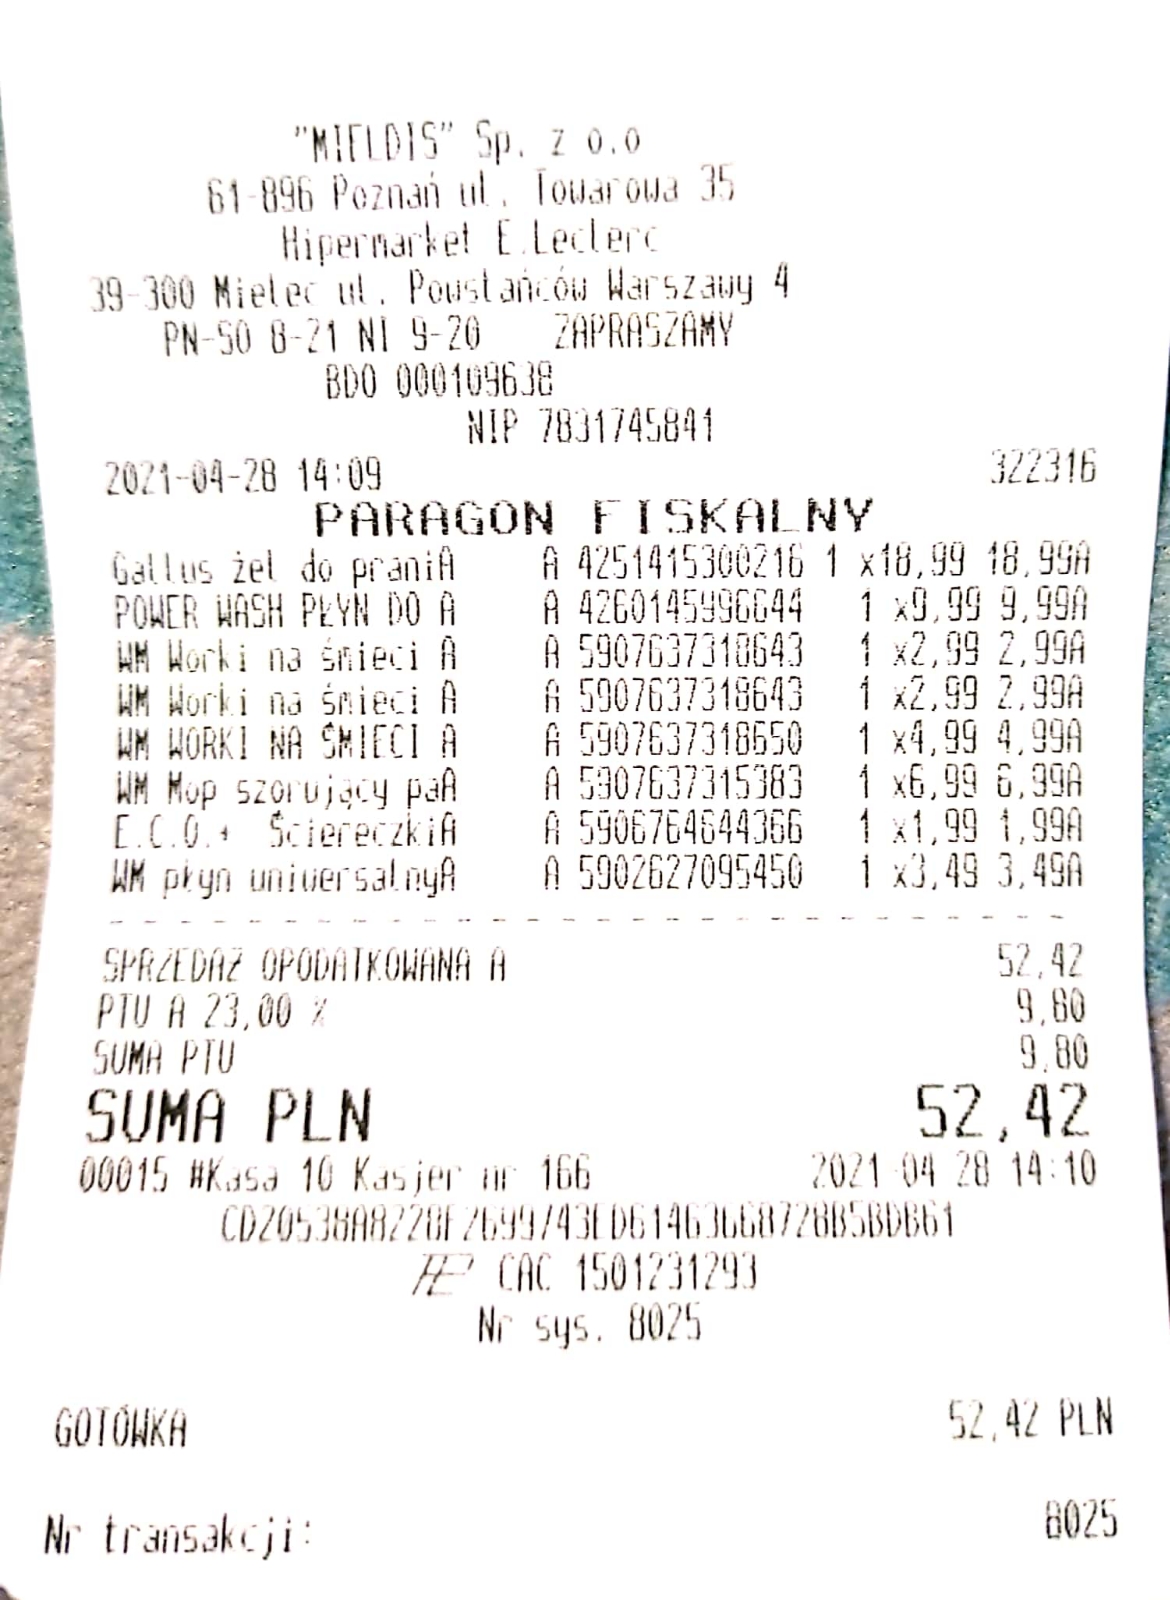 "MIELDIS" Sp. z o.o
61-896 Poznań ul. Towarowa 35
Hipermarket E.Leclerc
39-300 Mielec ul. Powstańców Warszawy 4
PN-SO 8-21 NI 9-20 ZAPRASZAMY
BDO 000109638
NIP 7831745841
2021-04-28 14:09 322316
PARAGON FISKALNY
Gallus żel do praniA A 4251415300216 1 x18,99 18,99A
POWER WASH PŁYN DO A A 4260145996644 1 x9,99 9,99A
WM Worki na śmieci A A 5907637318643 1 x2,99 2,99A
WM Worki na śmieci A A 5907637318643 1 x2,99 2,99A
WM WORKI NA ŚMIECI A A 5907637318650 1 x4,99 4,99A
WM Mop szorujący paA A 5907637315383 1 x6,99 6,99A
E.C.O.+ ŚciereczkiA A 5906764644366 1 x1,99 1,99A
WM płyn uniwersalnyA A 5902627095450 1 x3,49 3,49A
SPRZEDAŻ OPODATKOWANA A 52,42
PTU A 23,00 % 9,80
SUMA PTU 9,80
SUMA PLN 52,42
00015 #Kasa 10 Kasjer nr 166 2021-04-28 14:10
CAC 1501231293
Nr sys. 8025
GOTÓWKA 52,42 PLN
Nr transakcji: 8025